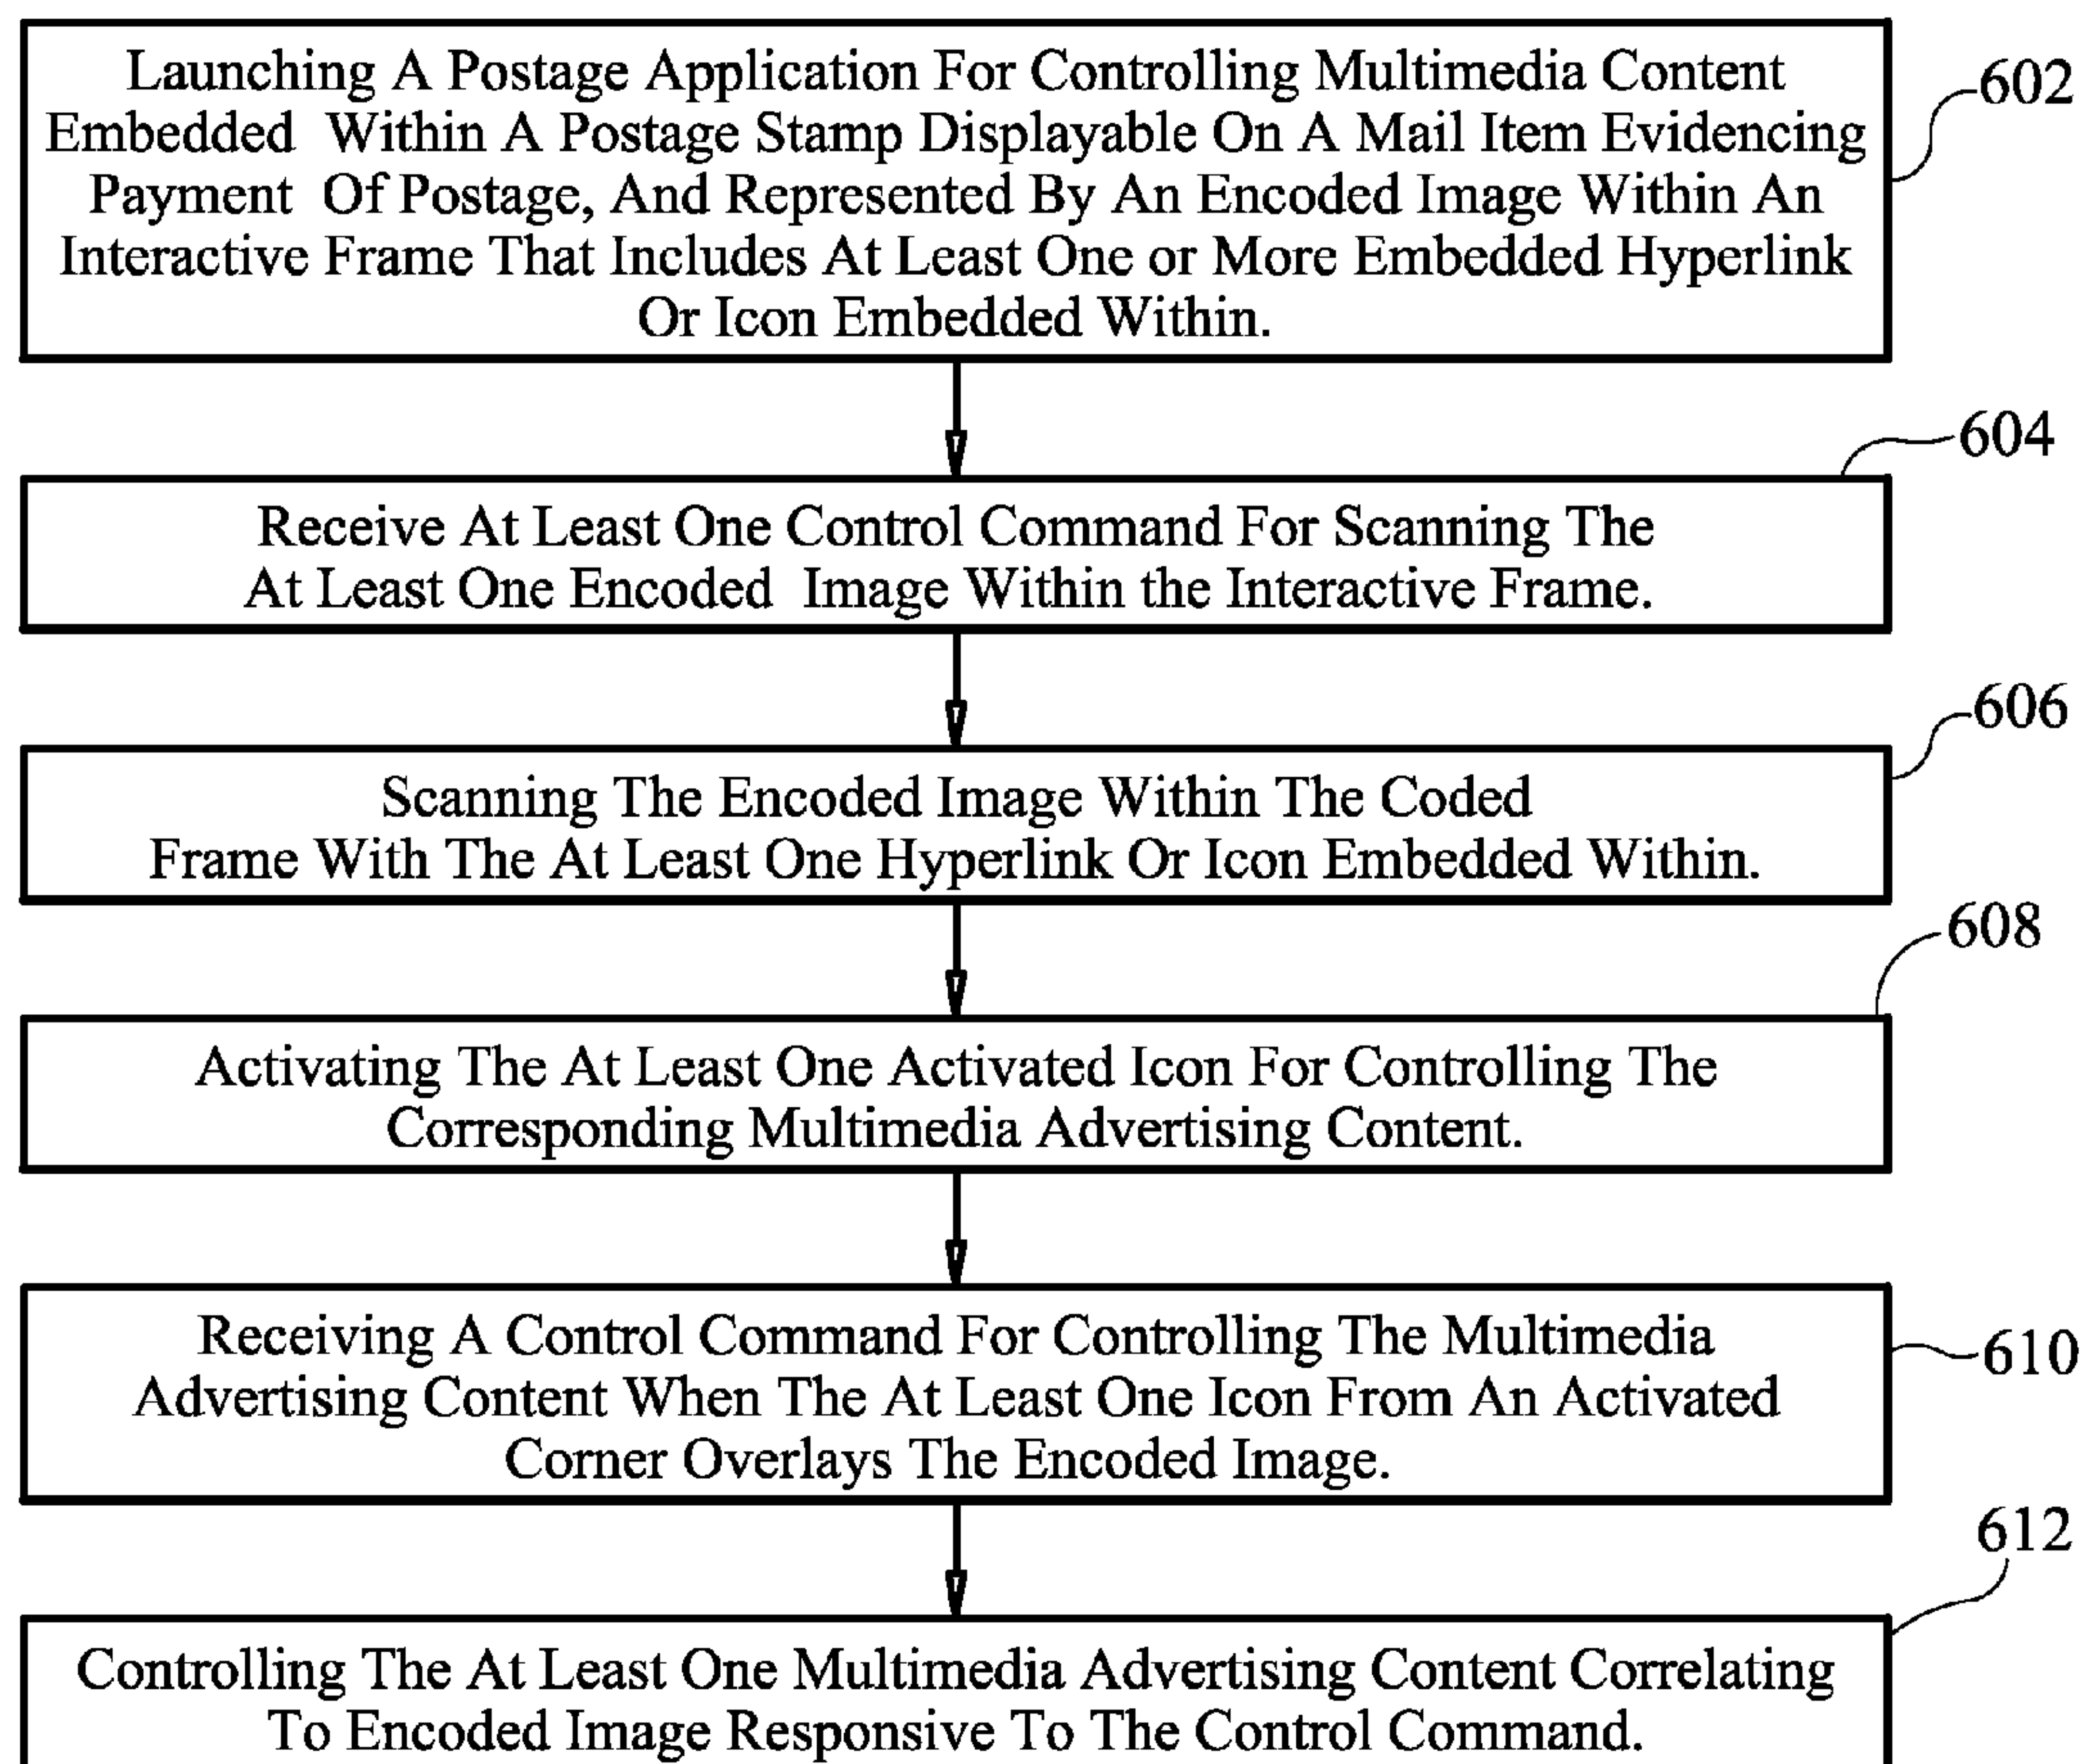 Launching A Postage Application For Controlling Multimedia Content
Embedded Within A Postage Stamp Displayable On A Mail Item Evidencing
Payment Of Postage, And Represented By An Encoded Image Within An
Interactive Frame That Includes At Least One or More Embedded Hyperlink
Or Icon Embedded Within.
602
604
Receive At Least One Control Command For Scanning The
At Least One Encoded Image Within the Interactive Frame.
606
Scanning The Encoded Image Within The Coded
Frame With The At Least One Hyperlink Or Icon Embedded Within.
608
Activating The At Least One Activated Icon For Controlling The
Corresponding Multimedia Advertising Content.
Receiving A Control Command For Controlling The Multimedia
Advertising Content When The At Least One Icon From An Activated
Corner Overlays The Encoded Image.
610
612
Controlling The At Least One Multimedia Advertising Content Correlating
To Encoded Image Responsive To The Control Command.